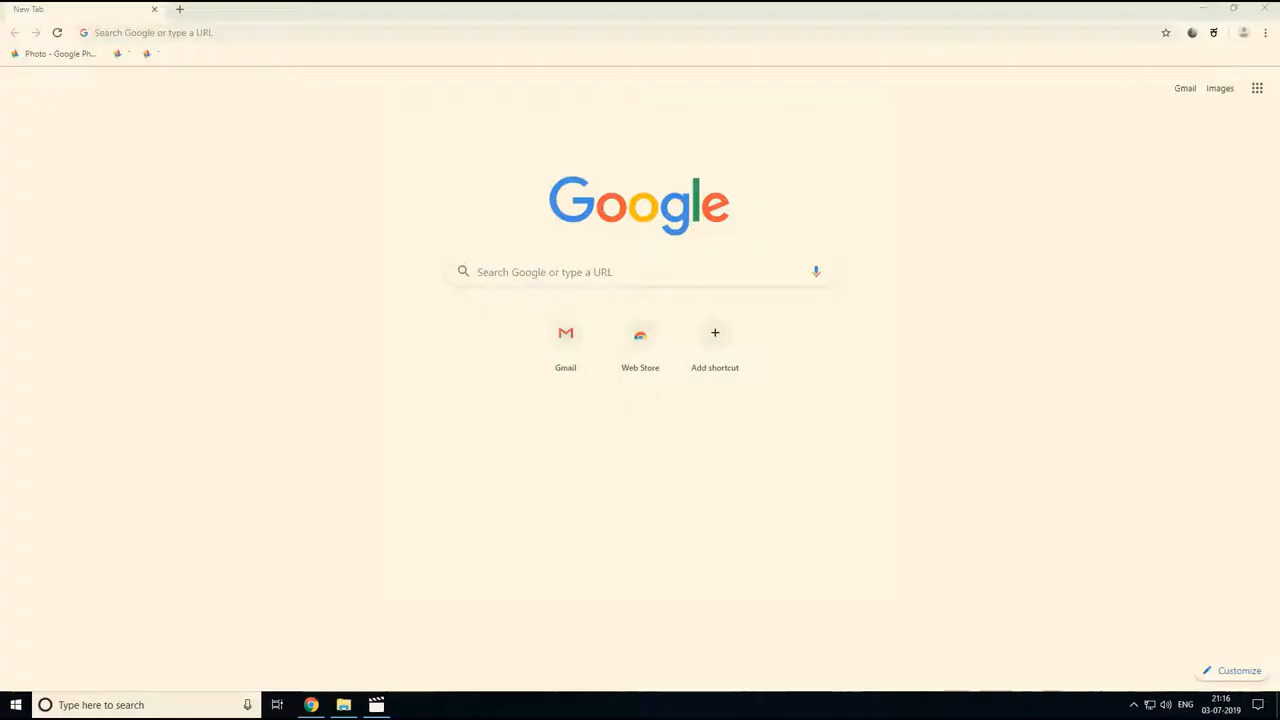 New Tab
Search Google or type a URL
Photo - Google Ph...
Gmail Images
Google
Search Google or type a URL
Gmail Web Store Add shortcut
Customize
Type here to search
ENG
21:16
03-07-2019